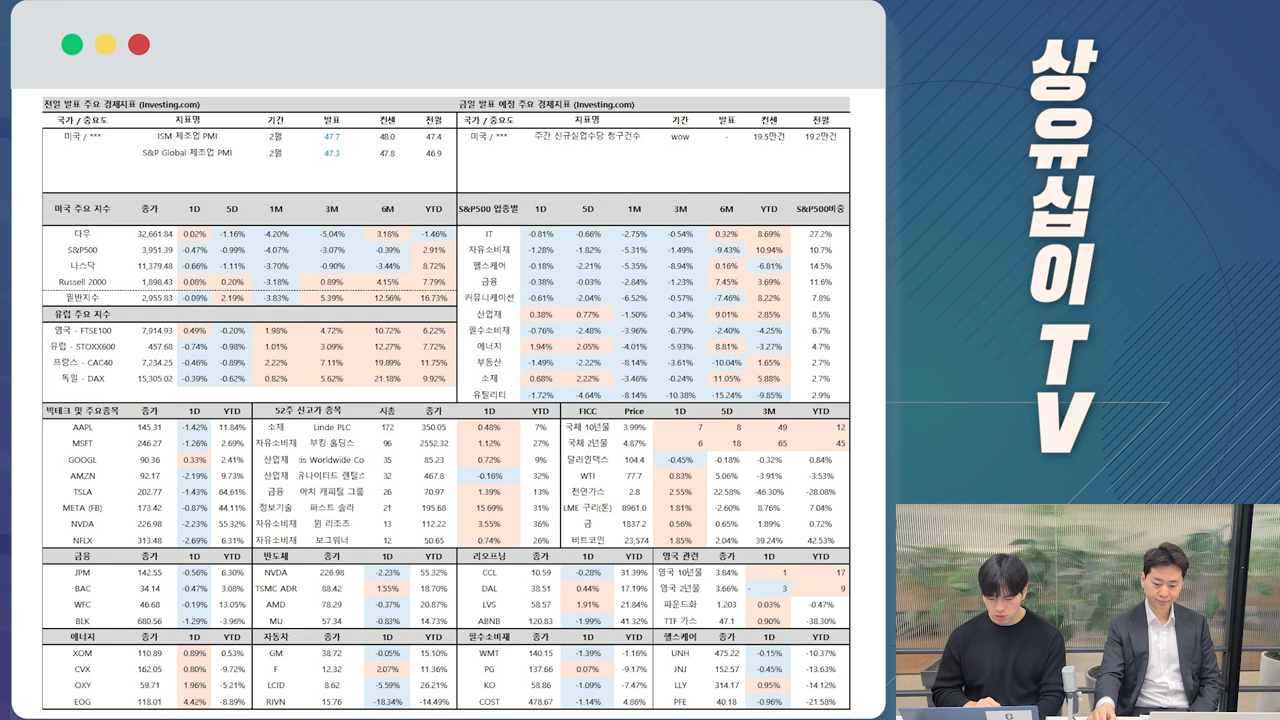 전일 발표 주요 경제지표 (Investing.com) 금일 발표 예정 주요 경제지표 (Investing.com)
국가 / 중요도 지표명 기간 발표 컨센 전월 국가 / 중요도 지표명 기간 발표 컨센 전월
미국 / *** ISM 제조업 PMI 2월 47.7 48.0 47.4 미국 / *** 주간 신규실업수당 청구건수 wow - 19.5만건 19.2만건
S&P Global 제조업 PMI 2월 47.3 47.8 46.9
미국 주요 지수 종가 1D 5D 1M 3M 6M YTD S&P500 업종별 1D 5D 1M 3M 6M YTD S&P500비중
다우 32,661.84 0.02% -1.16% -4.20% -5.04% 3.18% -1.46% IT -0.81% -0.66% -2.75% -0.54% 0.32% 8.69% 27.2%
S&P500 3,951.39 -0.47% -0.99% -4.07% -3.07% -0.39% 2.91% 자유소비재 -1.28% -1.82% -5.31% -1.49% -9.43% 10.94% 10.7%
나스닥 11,379.48 -0.66% -1.11% -3.70% -0.90% -3.44% 8.72% 헬스케어 -0.18% -2.21% -5.35% -8.94% 0.16% -6.81% 14.5%
Russell 2000 1,898.43 0.08% 0.20% -3.18% 0.89% 4.15% 7.79% 금융 -0.38% -0.03% -2.84% -1.23% 7.45% 3.69% 11.6%
필반지수 2,955.83 -0.09% 2.19% -3.83% 5.39% 12.56% 16.73% 커뮤니케이션 -0.61% -2.04% -6.52% -0.57% -7.46% 8.22% 7.8%
유럽 주요 지수 산업재 0.38% 0.77% -1.50% -0.34% 9.01% 2.85% 8.5%
영국 - FTSE100 7,914.93 0.49% -0.20% 1.98% 4.72% 10.72% 6.22% 필수소비재 -0.76% -2.48% -3.96% -6.79% -2.40% -4.25% 6.7%
유럽 - STOXX600 457.68 -0.74% -0.98% 1.01% 3.09% 12.27% 7.72% 에너지 1.94% 2.05% -4.01% -5.93% 8.81% -3.27% 4.7%
프랑스 - CAC40 7,234.25 -0.46% -0.89% 2.22% 7.11% 19.89% 11.75% 부동산 -1.49% -2.22% -8.14% -3.61% -10.04% 1.65% 2.7%
독일 - DAX 15,305.02 -0.39% -0.62% 0.82% 5.62% 21.18% 9.92% 소재 0.68% 2.22% -3.46% -0.24% 11.05% 5.88% 2.7%
유틸리티 -1.72% -4.64% -8.14% -10.38% -15.24% -9.85% 2.9%
빅테크 및 주요종목 종가 1D YTD 52주 신고가 종목 시총 종가 1D YTD FICC Price 1D 5D 3M YTD
AAPL 145.31 -1.42% 11.84% 소재 Linde PLC 172 350.05 0.48% 7% 국채 10년물 3.99% 7 8 49 12
MSFT 246.27 -1.26% 2.69% 자유소비재 부킹 홀딩스 96 2552.32 1.12% 27% 국채 2년물 4.87% 6 18 65 45
GOOGL 90.36 0.33% 2.41% 산업재 is Worldwide Co 35 85.23 0.72% 9% 달러인덱스 104.4 -0.45% -0.18% -0.32% 0.84%
AMZN 92.17 -2.19% 9.73% 산업재 유나이티드 렌탈스 32 467.8 -0.16% 32% WTI 77.7 0.83% 5.06% -3.91% -3.53%
TSLA 202.77 -1.43% 64.61% 금융 아치 캐피털 그룹 26 70.97 1.39% 13% 천연가스 2.8 2.55% 22.58% -46.30% -28.08%
META (FB) 173.42 -0.87% 44.11% 정보기술 퍼스트 솔라 21 195.68 15.69% 31% LME 구리(톤) 8961.0 1.81% -2.60% 8.76% 7.04%
NVDA 226.98 -2.23% 55.32% 자유소비재 윈 리조츠 13 112.22 3.55% 36% 금 1837.2 0.56% 0.65% 1.89% 0.72%
NFLX 313.48 -2.69% 6.31% 자유소비재 보그워너 12 50.65 0.74% 26% 비트코인 23,574 1.85% 2.04% 39.24% 42.53%
금융 종가 1D YTD 반도체 종가 1D YTD 리오프닝 종가 1D YTD 영국 관련 종가 1D YTD
JPM 142.55 -0.56% 6.30% NVDA 226.98 -2.23% 55.32% CCL 10.59 -0.28% 31.39% 영국 10년물 3.84% 1 17
BAC 34.14 -0.47% 3.08% TSMC ADR 88.42 1.55% 18.70% DAL 38.51 0.44% 17.19% 영국 2년물 3.66% - 3 9
WFC 46.68 -0.19% 13.05% AMD 78.29 -0.37% 20.87% LVS 58.57 1.91% 21.84% 파운드화 1.203 0.03% -0.47%
BLK 680.56 -1.29% -3.96% MU 57.34 -0.83% 14.73% ABNB 120.83 -1.99% 41.32% TTF 가스 47.1 0.90% -38.30%
에너지 종가 1D YTD 자동차 종가 1D YTD 필수소비재 종가 1D YTD 헬스케어 종가 1D YTD
XOM 110.89 0.89% 0.53% GM 38.72 -0.05% 15.10% WMT 140.15 -1.39% -1.16% UNH 475.22 -0.15% -10.37%
CVX 162.05 0.80% -9.72% F 12.32 2.07% 11.36% PG 137.66 0.07% -9.17% JNJ 152.57 -0.45% -13.63%
OXY 59.71 1.96% -5.21% LCID 8.62 -5.59% 26.21% KO 58.86 -1.09% -7.47% LLY 314.17 0.95% -14.12%
EOG 118.01 4.42% -8.89% RIVN 15.76 -18.34% -14.49% COST 478.67 -1.14% 4.86% PFE 40.18 -0.96% -21.58%
상윤십이 TV